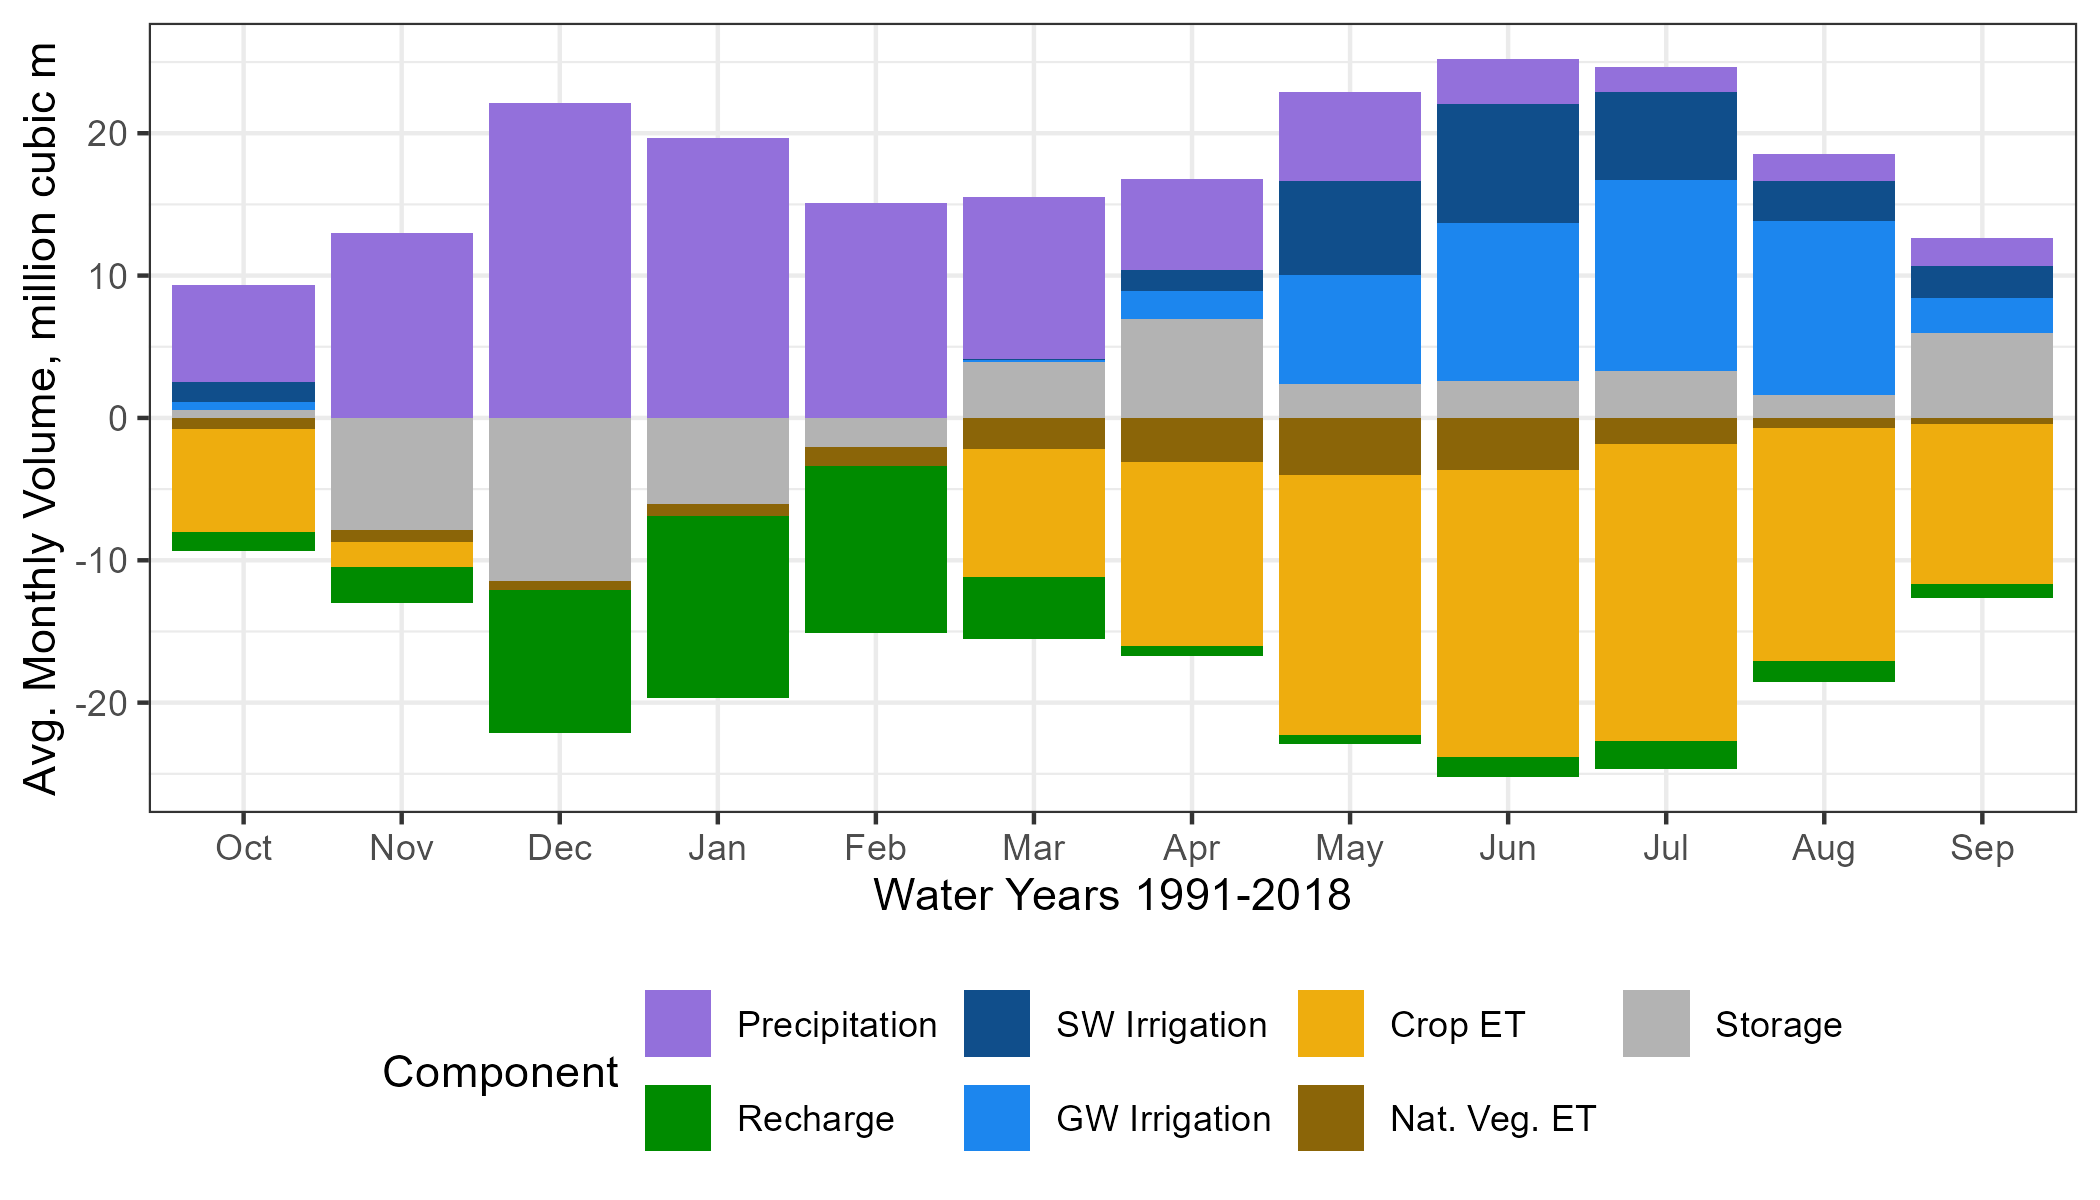 Avg. Monthly Volume, million cubic m
20
10
0
-10
-20
Oct Nov Dec Jan Feb Mar Apr May Jun Jul Aug Sep
Water Years 1991-2018
Component
Precipitation SW Irrigation Crop ET Storage
Recharge GW Irrigation Nat. Veg. ET